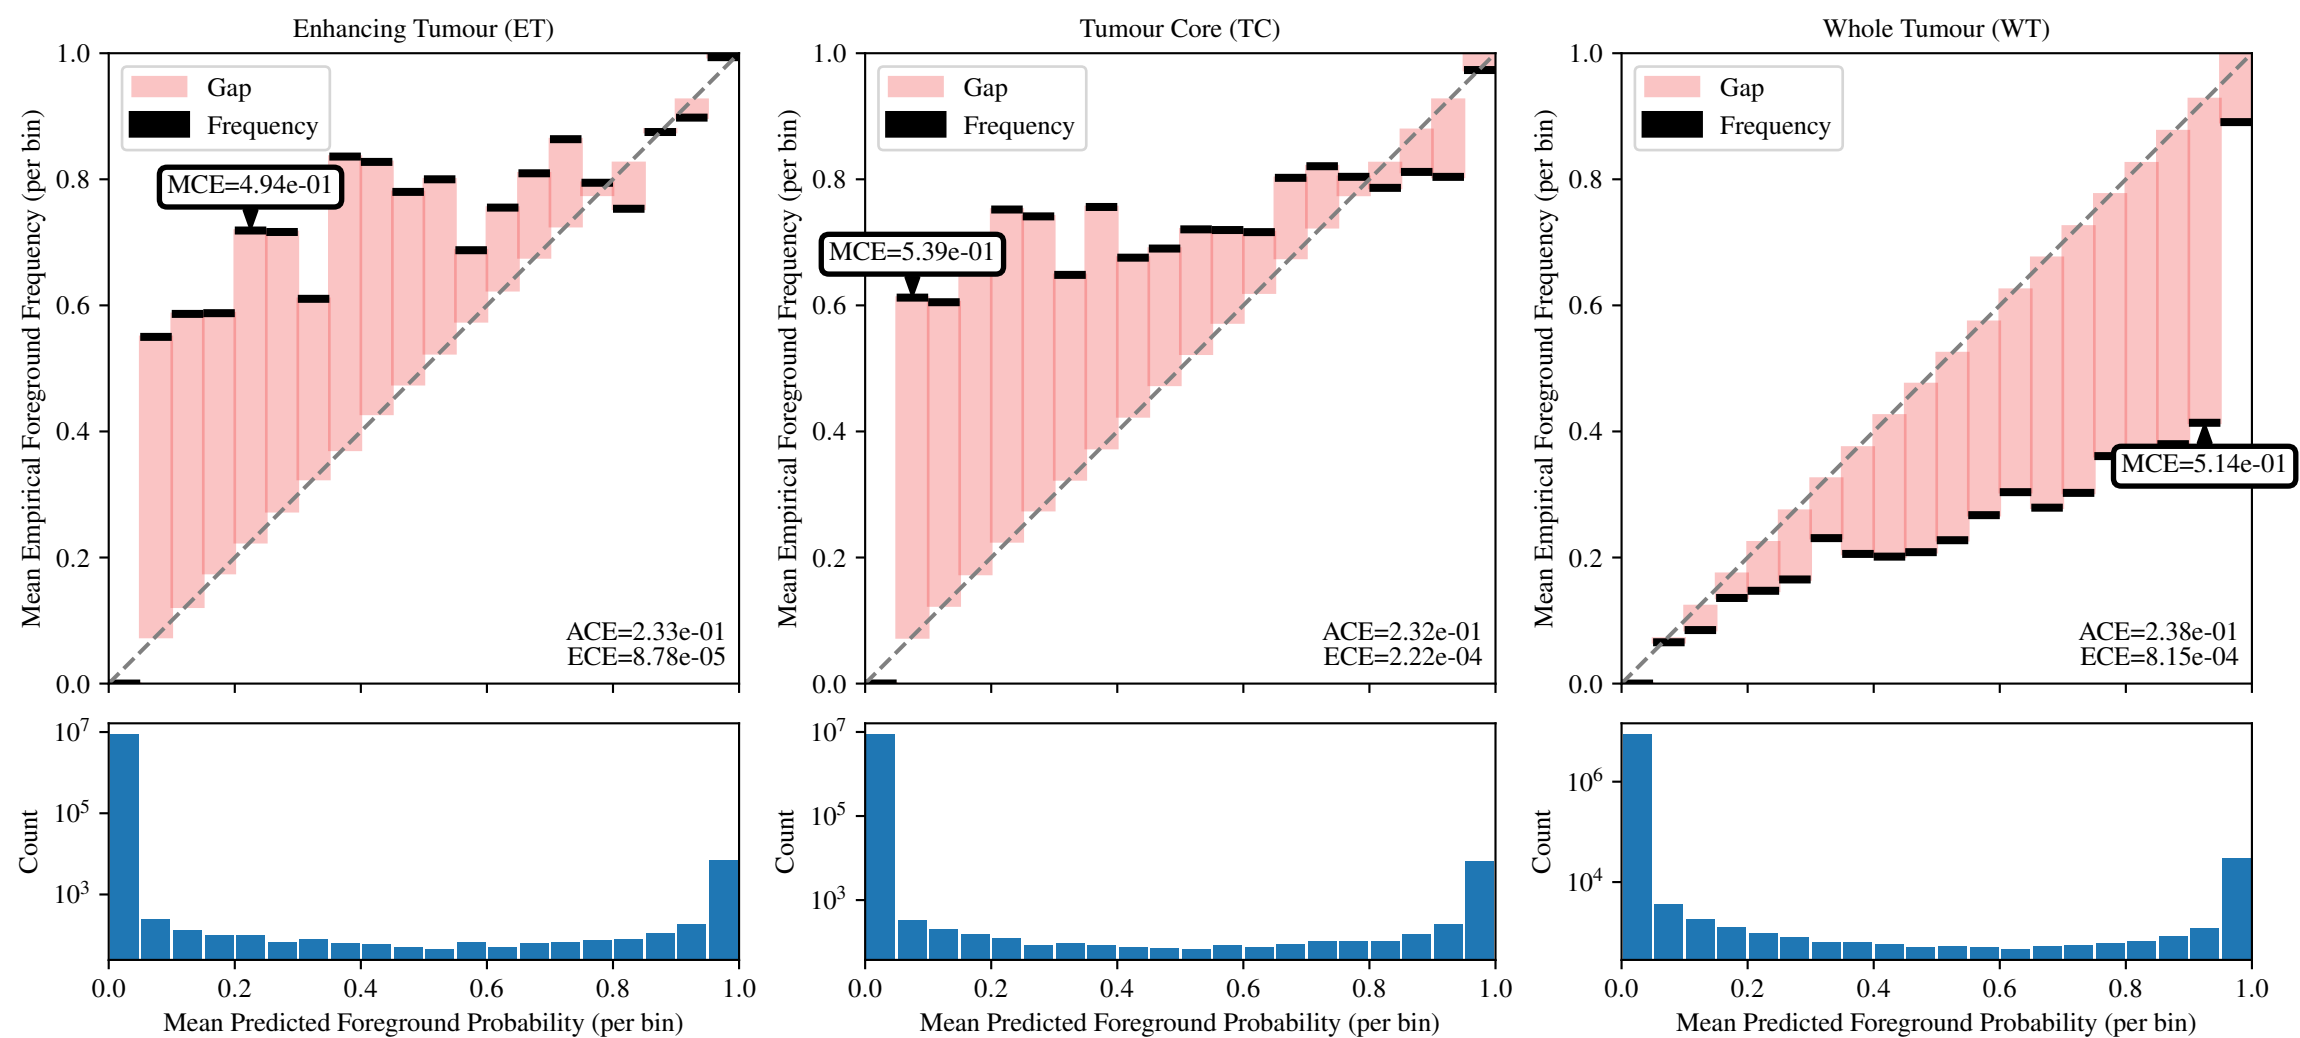 Enhancing Tumour (ET)
Mean Empirical Foreground Frequency (per bin)
1.0
0.8
0.6
0.4
0.2
0.0
Gap
Frequency
MCE=4.94e-01
ACE=2.33e-01
ECE=8.78e-05
Count
10^7
10^5
10^3
0.0 0.2 0.4 0.6 0.8 1.0
Mean Predicted Foreground Probability (per bin)
Tumour Core (TC)
Mean Empirical Foreground Frequency (per bin)
1.0
0.8
0.6
0.4
0.2
0.0
Gap
Frequency
MCE=5.39e-01
ACE=2.32e-01
ECE=2.22e-04
Count
10^7
10^5
10^3
0.0 0.2 0.4 0.6 0.8 1.0
Mean Predicted Foreground Probability (per bin)
Whole Tumour (WT)
Mean Empirical Foreground Frequency (per bin)
1.0
0.8
0.6
0.4
0.2
0.0
Gap
Frequency
MCE=5.14e-01
ACE=2.38e-01
ECE=8.15e-04
Count
10^6
10^4
0.0 0.2 0.4 0.6 0.8 1.0
Mean Predicted Foreground Probability (per bin)